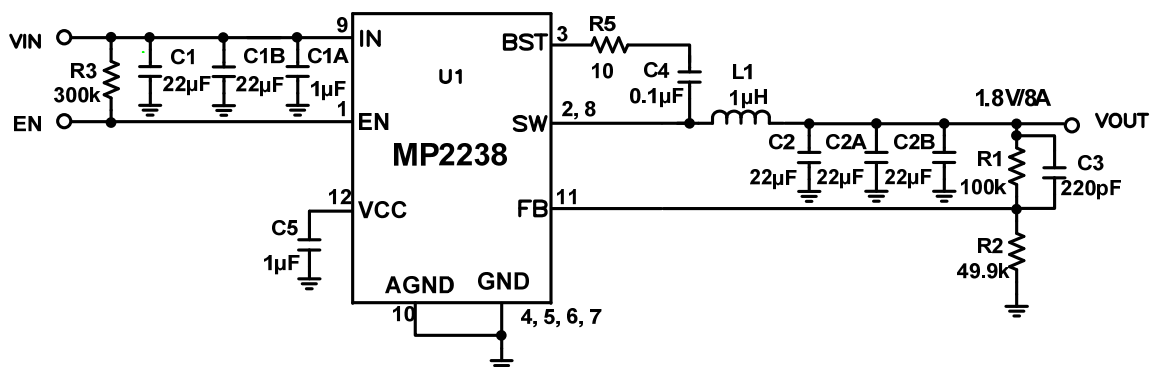 VIN
EN
R3
300k
C1
22µF
C1B
22µF
C1A
1µF
9
IN
1
EN
U1
MP2238
12
VCC
C5
1µF
AGND
10
GND
4, 5, 6, 7
BST
3
R5
10
C4
0.1µF
SW
2, 8
L1
1µH
FB
11
C2
22µF
C2A
22µF
C2B
22µF
1.8V/8A
VOUT
R1
100k
C3
220pF
R2
49.9k